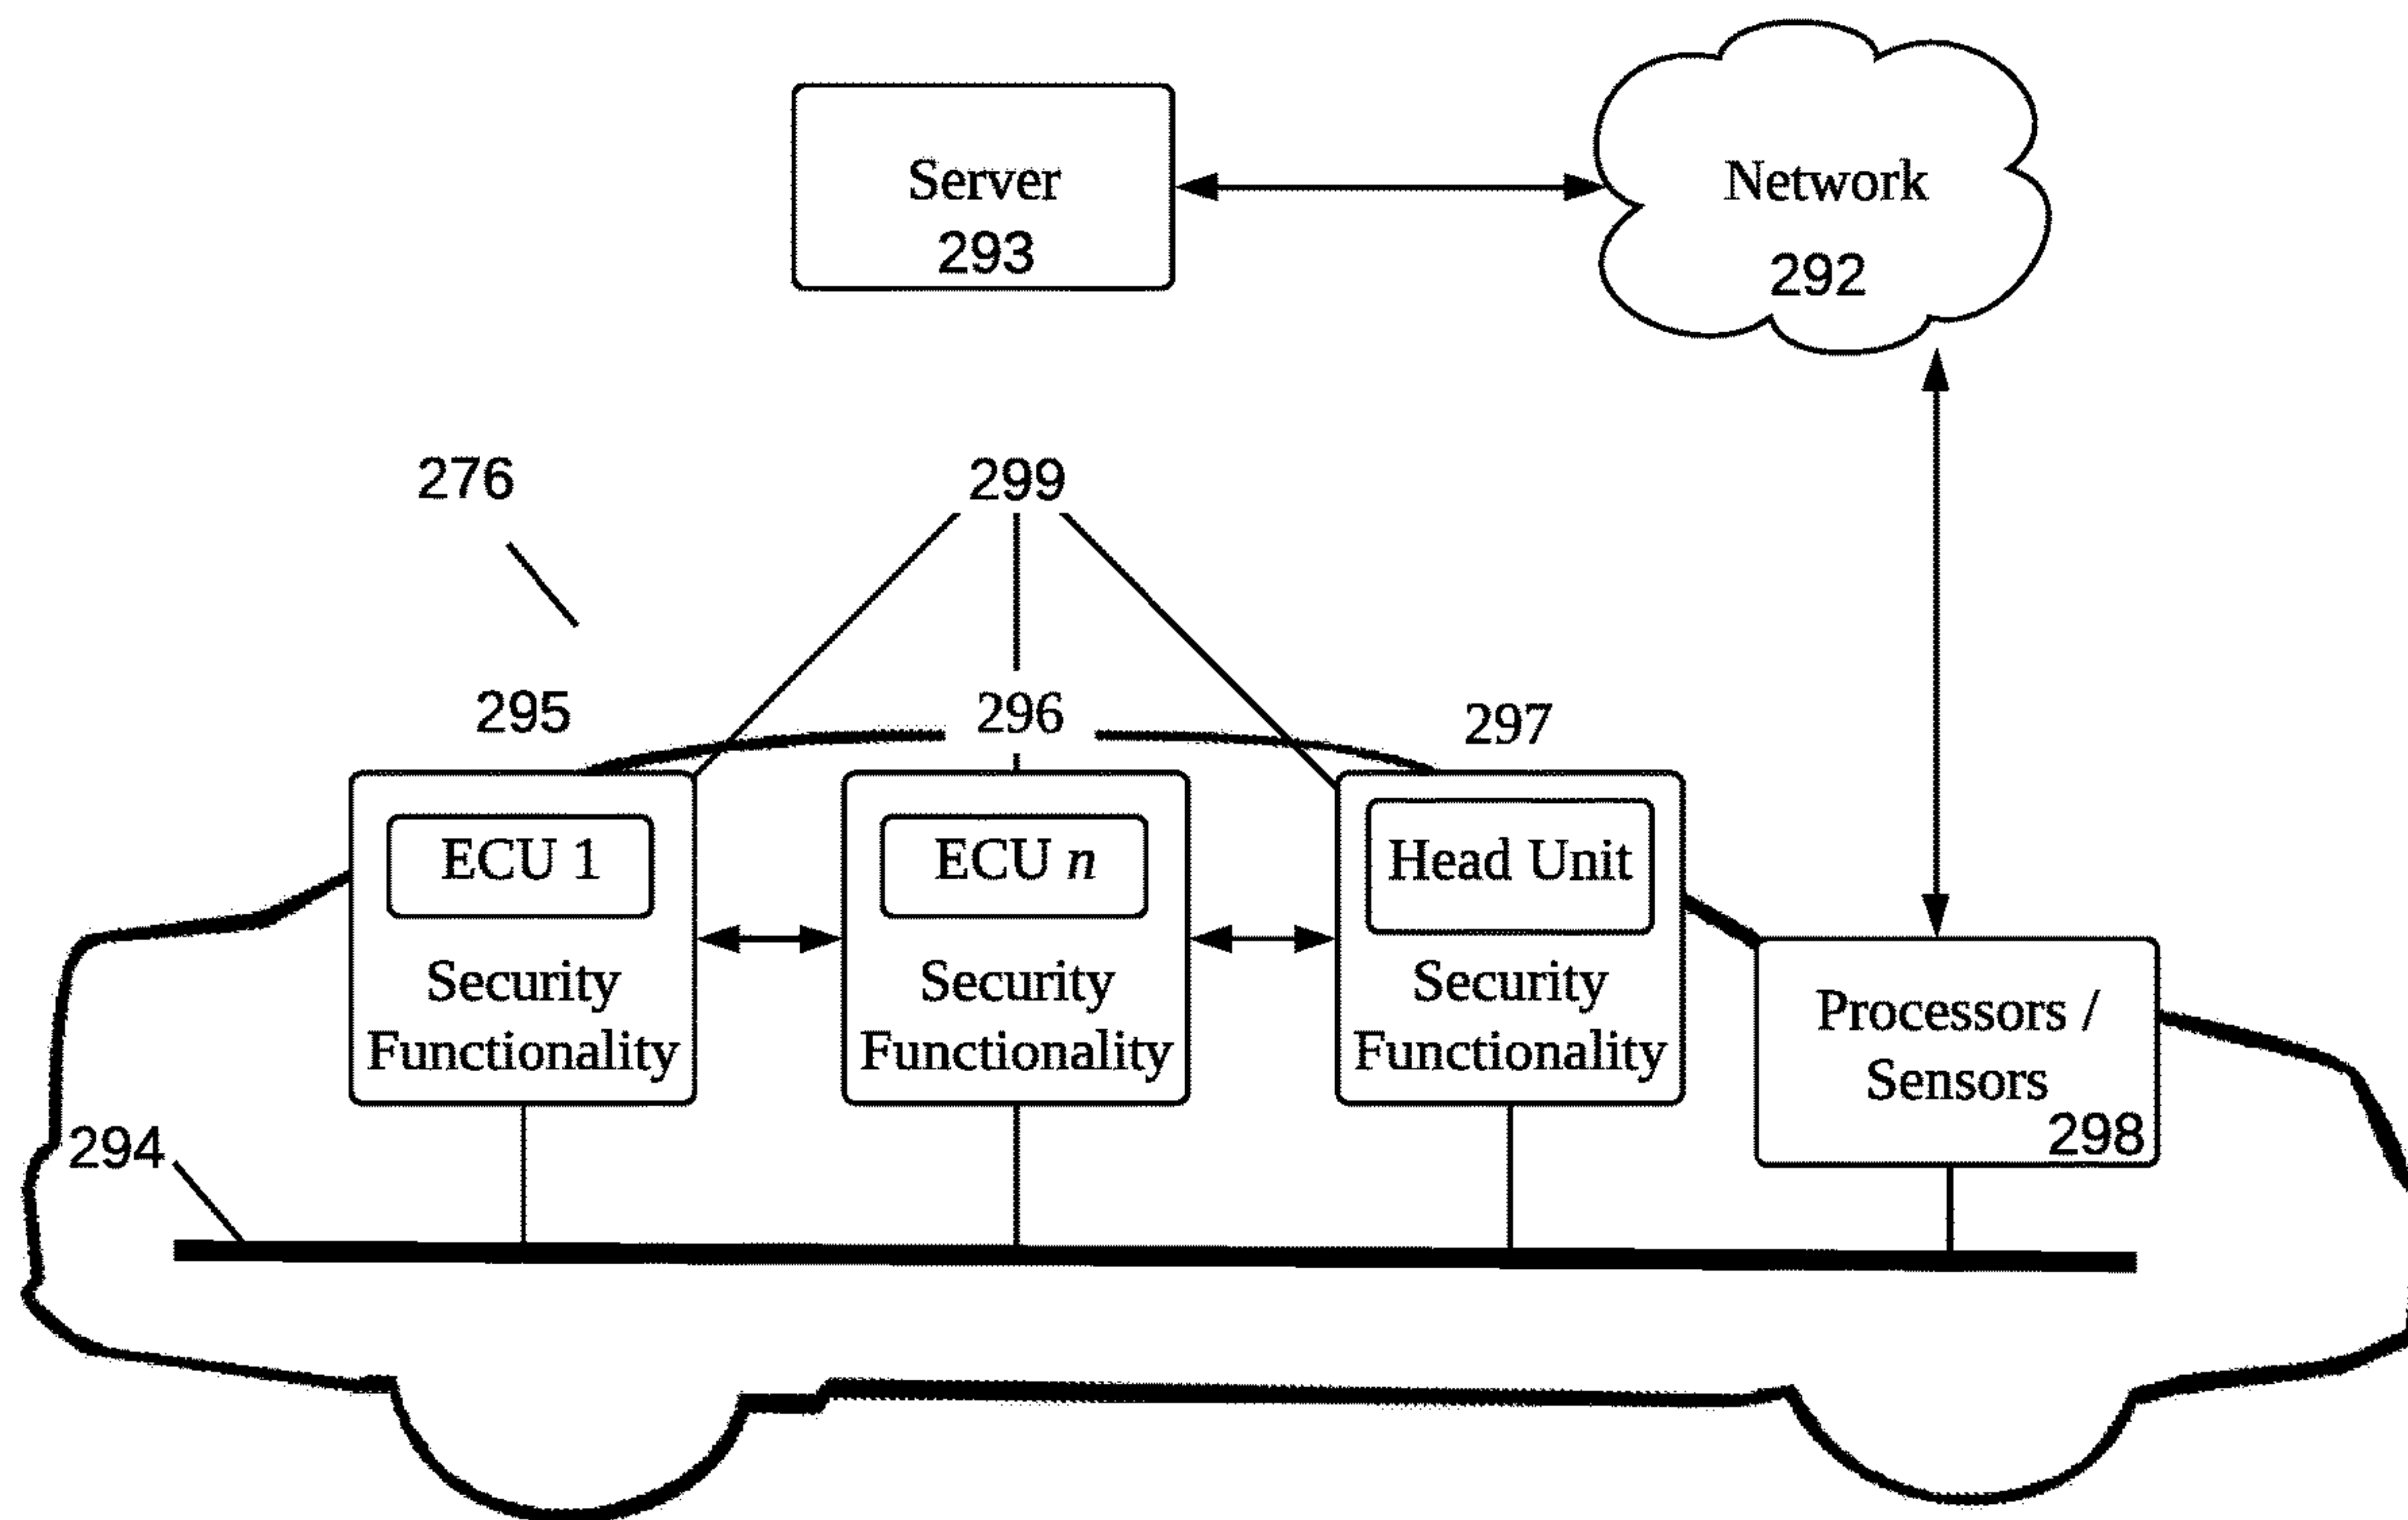 Server
293
Network
292
276
299
295
296
297
ECU 1
Security
Functionality
ECU n
Security
Functionality
Head Unit
Security
Functionality
Processors /
Sensors
298
294